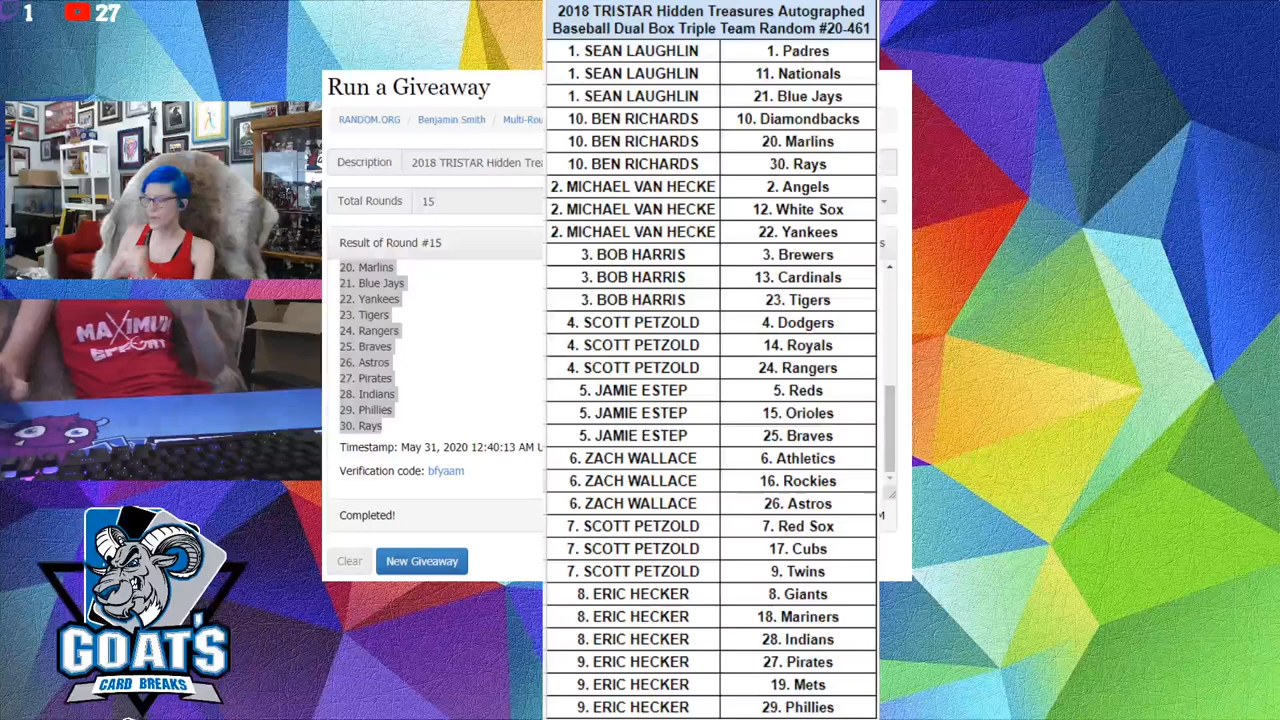 1
27
2018 TRISTAR Hidden Treasures Autographed
Baseball Dual Box Triple Team Random #20-461
1. SEAN LAUGHLIN 1. Padres
1. SEAN LAUGHLIN 11. Nationals
1. SEAN LAUGHLIN 21. Blue Jays
10. BEN RICHARDS 10. Diamondbacks
10. BEN RICHARDS 20. Marlins
10. BEN RICHARDS 30. Rays
2. MICHAEL VAN HECKE 2. Angels
2. MICHAEL VAN HECKE 12. White Sox
2. MICHAEL VAN HECKE 22. Yankees
3. BOB HARRIS 3. Brewers
3. BOB HARRIS 13. Cardinals
3. BOB HARRIS 23. Tigers
4. SCOTT PETZOLD 4. Dodgers
4. SCOTT PETZOLD 14. Royals
4. SCOTT PETZOLD 24. Rangers
5. JAMIE ESTEP 5. Reds
5. JAMIE ESTEP 15. Orioles
5. JAMIE ESTEP 25. Braves
6. ZACH WALLACE 6. Athletics
6. ZACH WALLACE 16. Rockies
6. ZACH WALLACE 26. Astros
7. SCOTT PETZOLD 7. Red Sox
7. SCOTT PETZOLD 17. Cubs
7. SCOTT PETZOLD 9. Twins
8. ERIC HECKER 8. Giants
8. ERIC HECKER 18. Mariners
8. ERIC HECKER 28. Indians
9. ERIC HECKER 27. Pirates
9. ERIC HECKER 19. Mets
9. ERIC HECKER 29. Phillies
Run a Giveaway
RANDOM.ORG / Benjamin Smith / Multi-Rou
Description 2018 TRISTAR Hidden Trea
Total Rounds 15
Result of Round #15
s
20. Marlins
21. Blue Jays
22. Yankees
23. Tigers
24. Rangers
25. Braves
26. Astros
27. Pirates
28. Indians
29. Phillies
30. Rays
Timestamp: May 31, 2020 12:40:13 AM U
Verification code: bfyaam
Completed!
M
Clear New Giveaway
MAXIMUM
EFFORT
GOAT'S
CARD BREAKS